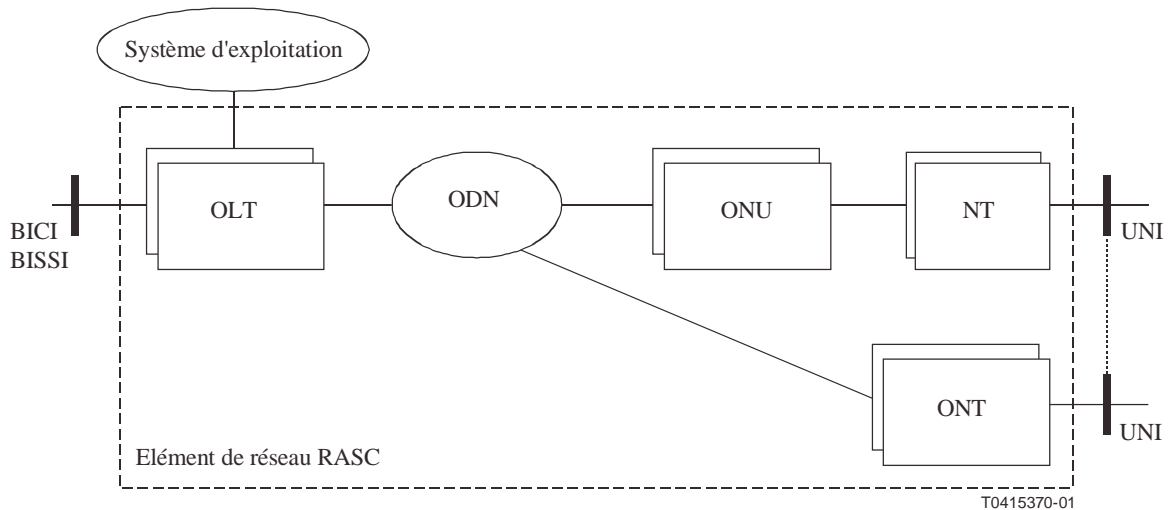 Système d'exploitation
OLT
ODN
ONU
NT
BICI
BISSI
UNI
ONT
UNI
Elément de réseau RASC
T0415370-01